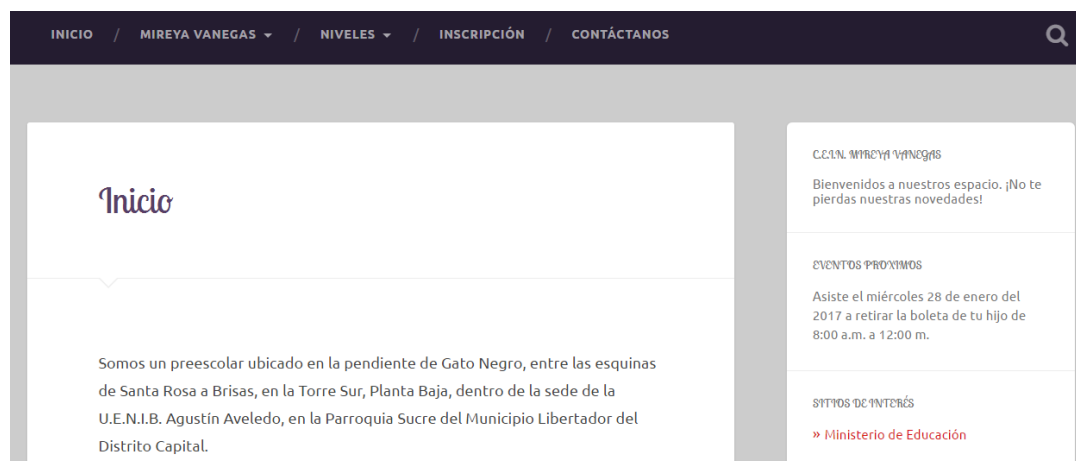 INICIO / MIREYA VANEGAS / NIVELES / INSCRIPCIÓN / CONTÁCTANOS
Inicio
Somos un preescolar ubicado en la pendiente de Gato Negro, entre las esquinas
de Santa Rosa a Brisas, en la Torre Sur, Planta Baja, dentro de la sede de la
U.E.N.I.B. Agustín Aveledo, en la Parroquia Sucre del Municipio Libertador del
Distrito Capital.
C.E.I.N. MIREYA VANEGAS
Bienvenidos a nuestros espacio. ¡No te
pierdas nuestras novedades!
EVENTOS PROXIMOS
Asiste el miércoles 28 de enero del
2017 a retirar la boleta de tu hijo de
8:00 a.m. a 12:00 m.
SITIOS DE INTERÉS
» Ministerio de Educación